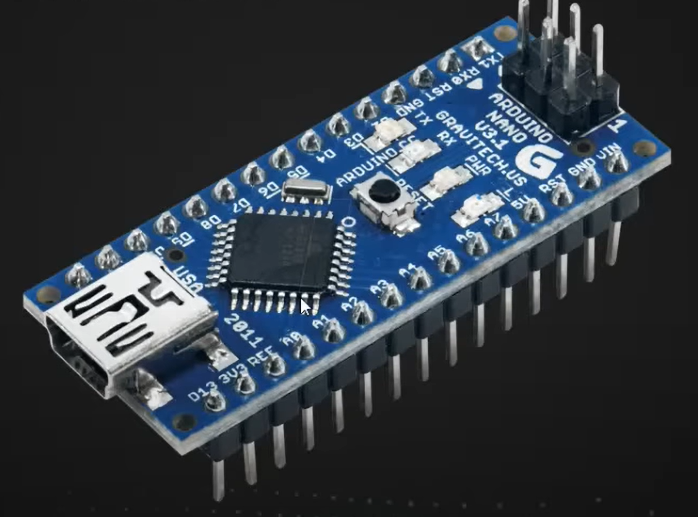 TX1
RX0
RST
GND
D3
D4
D5
D6
D7
D8
D9
TX
RX
PWR
L
ARDUINO
NANO
V3.1
GRAVITECH.US
G
ARDUINO.CC
RESET
1
USA
2011
D13
3V3
REF
A0
A1
A2
A3
A4
A5
A6
A7
5V
RST
GND
VIN